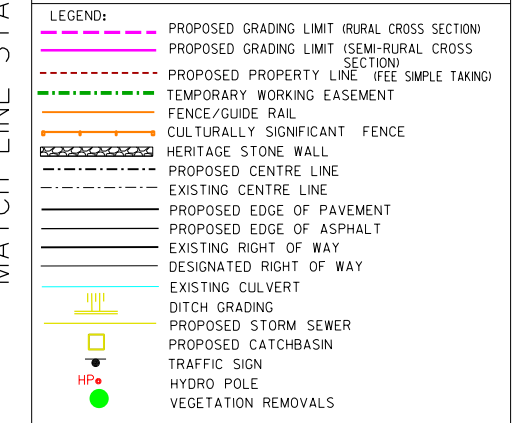 MATCH LINE STA
LEGEND:
PROPOSED GRADING LIMIT (RURAL CROSS SECTION)
PROPOSED GRADING LIMIT (SEMI-RURAL CROSS
SECTION)
PROPOSED PROPERTY LINE (FEE SIMPLE TAKING)
TEMPORARY WORKING EASEMENT
FENCE/GUIDE RAIL
CULTURALLY SIGNIFICANT FENCE
HERITAGE STONE WALL
PROPOSED CENTRE LINE
EXISTING CENTRE LINE
PROPOSED EDGE OF PAVEMENT
PROPOSED EDGE OF ASPHALT
EXISTING RIGHT OF WAY
DESIGNATED RIGHT OF WAY
EXISTING CULVERT
DITCH GRADING
PROPOSED STORM SEWER
PROPOSED CATCHBASIN
TRAFFIC SIGN
HP HYDRO POLE
VEGETATION REMOVALS